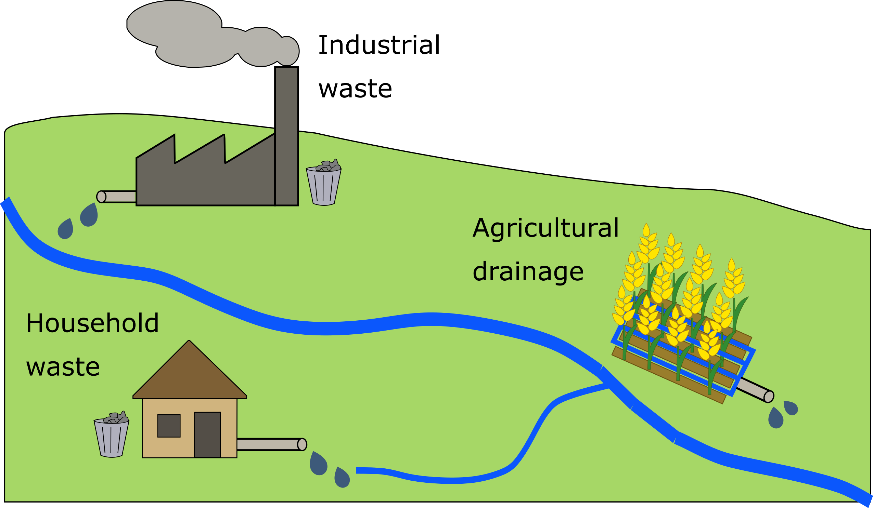 Industrial
waste
Agricultural
drainage
Household
waste